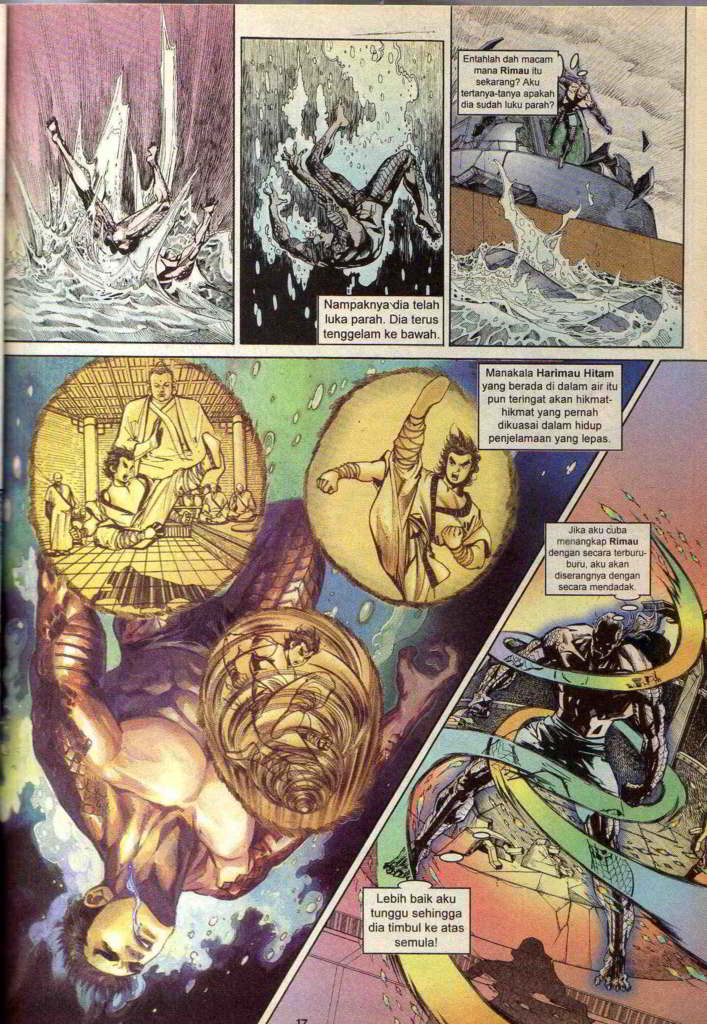 Entahlah dah macam
mana Rimau itu
sekarang? Aku
tertanya-tanya apakah
dia sudah luka parah?
Nampaknya dia telah
luka parah. Dia terus
tenggelam ke bawah.
Manakala Harimau Hitam
yang berada di dalam air itu
pun teringat akan hikmat-
hikmat yang pernah
dikuasai dalam hidup
penjelamaan yang lepas.
Jika aku cuba
menangkap Rimau
dengan secara terburu-
buru, aku akan
diserangnya dengan
secara mendadak.
Lebih baik aku
tunggu sehingga
dia timbul ke atas
semula!
17